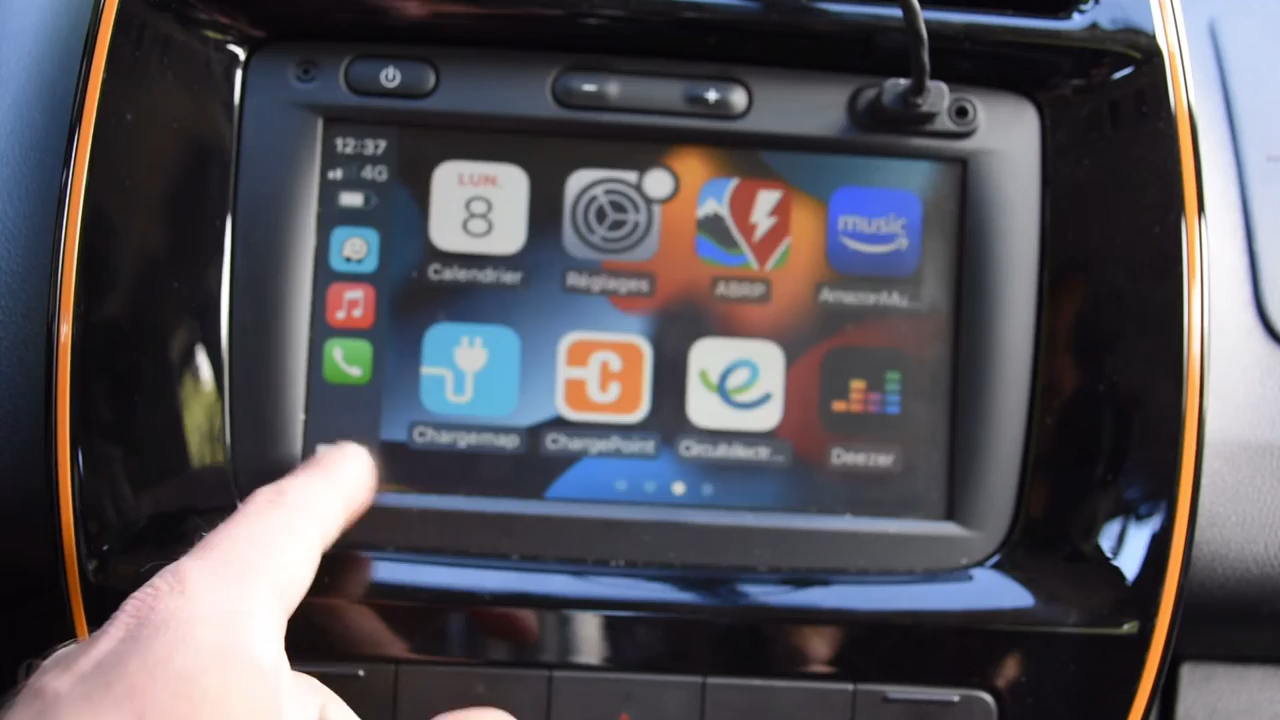 12:37
4G
LUN.
8
Calendrier
Réglages
ABRP
music
AmazonMu...
Chargemap
C
ChargePoint
e
Deezer